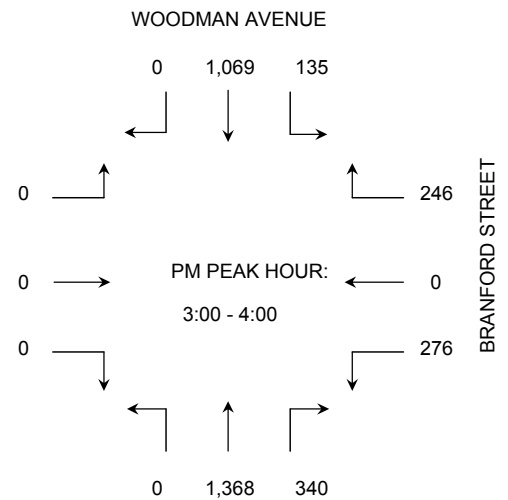 WOODMAN AVENUE
0 1,069 135
0 246
BRANFORD STREET
PM PEAK HOUR:
0 0
3:00 - 4:00
0 276
0 1,368 340